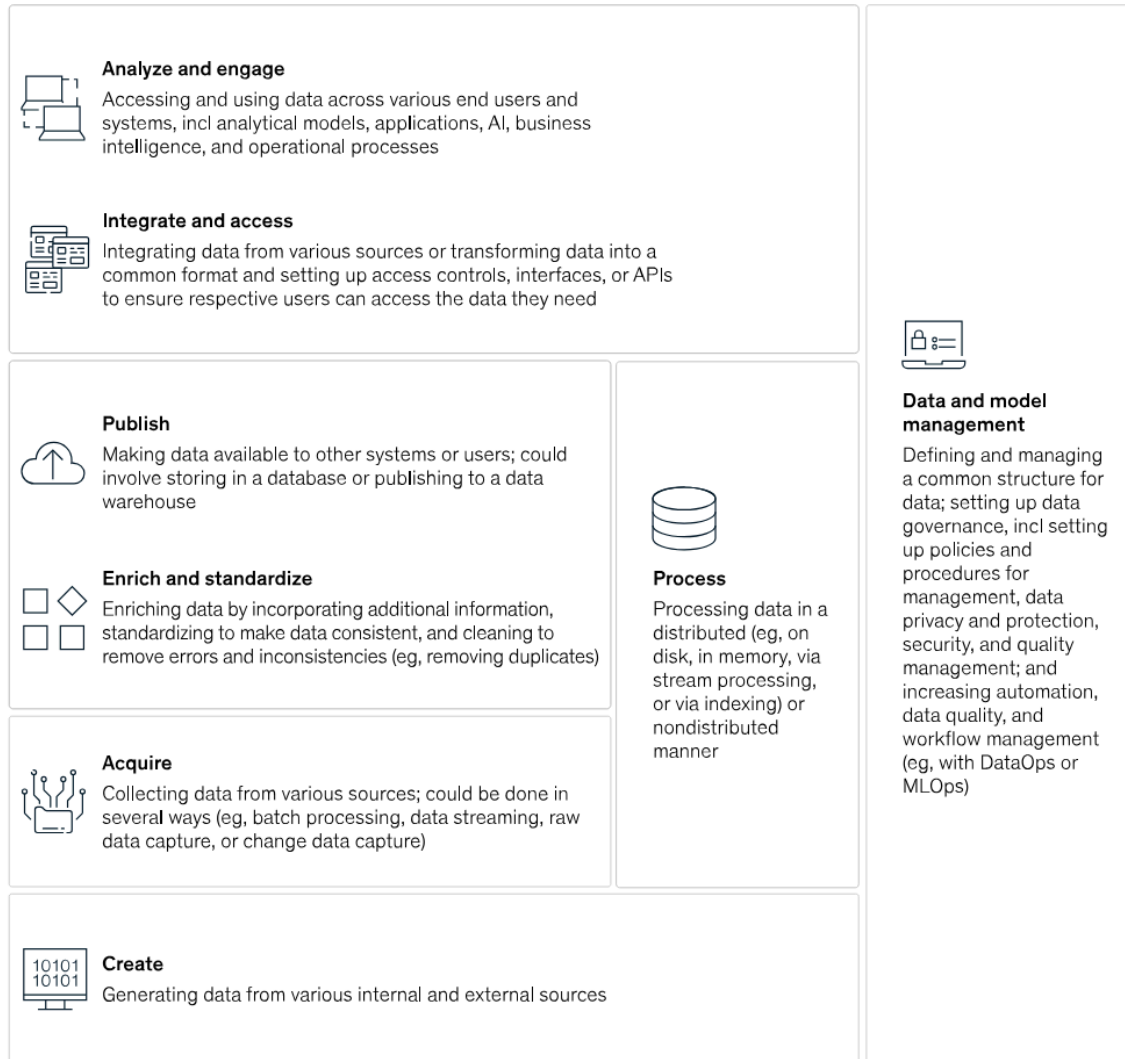 Analyze and engage
Accessing and using data across various end users and
systems, incl analytical models, applications, AI, business
intelligence, and operational processes
Integrate and access
Integrating data from various sources or transforming data into a
common format and setting up access controls, interfaces, or APIs
to ensure respective users can access the data they need
Publish
Making data available to other systems or users; could
involve storing in a database or publishing to a data
warehouse
Enrich and standardize
Enriching data by incorporating additional information,
standardizing to make data consistent, and cleaning to
remove errors and inconsistencies (eg, removing duplicates)
Process
Processing data in a
distributed (eg, on
disk, in memory, via
stream processing,
or via indexing) or
nondistributed
manner
Acquire
Collecting data from various sources; could be done in
several ways (eg, batch processing, data streaming, raw
data capture, or change data capture)
10101
10101
Create
Generating data from various internal and external sources
Data and model
management
Defining and managing
a common structure for
data; setting up data
governance, incl setting
up policies and
procedures for
management, data
privacy and protection,
security, and quality
management; and
increasing automation,
data quality, and
workflow management
(eg, with DataOps or
MLOps)